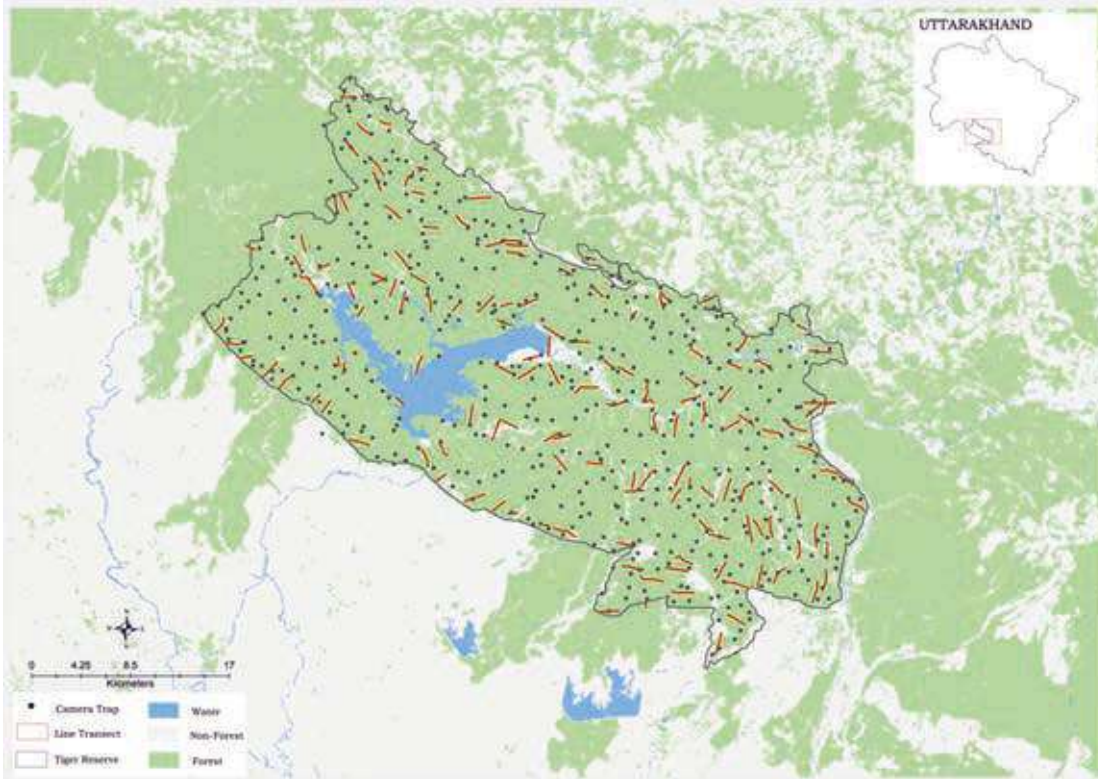 UTTARAKHAND
0 4.25 8.5 17
Kilometers
Camera Trap
Water
Line Transect
Non-Forest
Tiger Reserve
Forest